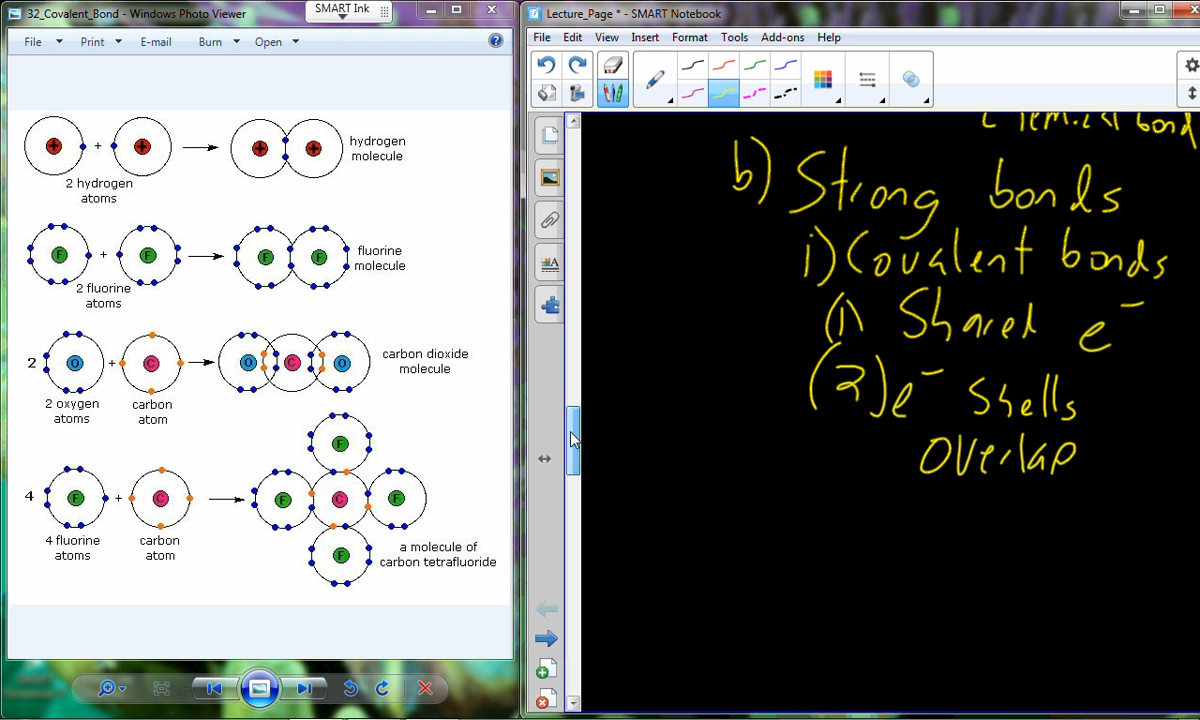 32_Covalent_Bond - Windows Photo Viewer
SMART Ink
File Print E-mail Burn Open
+ + + + +
hydrogen
molecule
2 hydrogen
atoms
F + F F F
fluorine
molecule
2 fluorine
atoms
2 O + C O C O
carbon dioxide
molecule
2 oxygen
atoms
carbon
atom
4 F + C F F C F F
4 fluorine
atoms
carbon
atom
a molecule of
carbon tetrafluoride
Lecture_Page * - SMART Notebook
File Edit View Insert Format Tools Add-ons Help
Chemical bond
b) Strong bonds
i) Covalent bonds
(1) Shared e⁻
(2) e⁻ Shells
Overlap